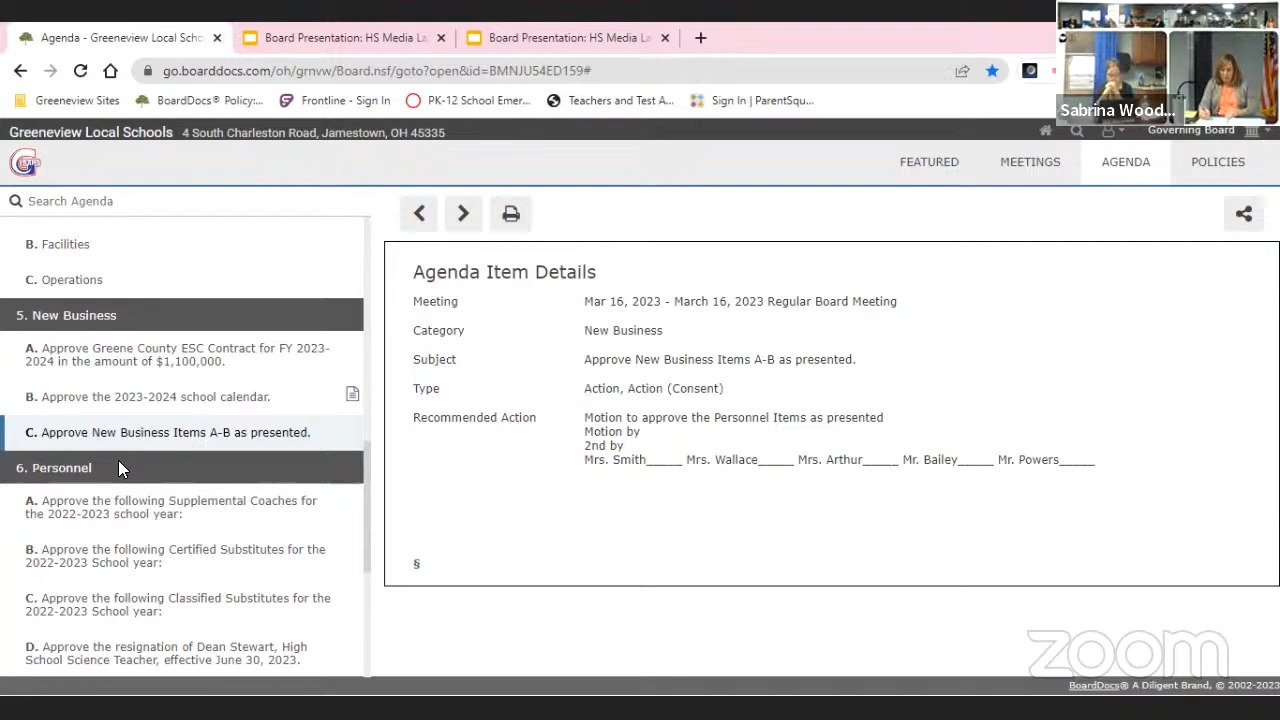 Agenda - Greeneview Local Scho
Board Presentation: HS Media La
Board Presentation: HS Media La
go.boarddocs.com/oh/grnvw/Board.nsf/goto?open&id=BMNJU54ED159#
Greeneview Sites
BoardDocs® Policy:...
Frontline - Sign In
PK-12 School Emer...
Teachers and Test A...
Sign In | ParentSqu...
Sabrina Wood...
Greeneview Local Schools 4 South Charleston Road, Jamestown, OH 45335
Governing Board
G
FEATURED
MEETINGS
AGENDA
POLICIES
Search Agenda
B. Facilities
C. Operations
5. New Business
A. Approve Greene County ESC Contract for FY 2023-
2024 in the amount of $1,100,000.
B. Approve the 2023-2024 school calendar.
C. Approve New Business Items A-B as presented.
6. Personnel
A. Approve the following Supplemental Coaches for
the 2022-2023 school year:
B. Approve the following Certified Substitutes for the
2022-2023 School year:
C. Approve the following Classified Substitutes for the
2022-2023 School year:
D. Approve the resignation of Dean Stewart, High
School Science Teacher, effective June 30, 2023.
Agenda Item Details
Meeting Mar 16, 2023 - March 16, 2023 Regular Board Meeting
Category New Business
Subject Approve New Business Items A-B as presented.
Type Action, Action (Consent)
Recommended Action Motion to approve the Personnel Items as presented
Motion by
2nd by
Mrs. Smith_____ Mrs. Wallace_____ Mrs. Arthur_____ Mr. Bailey_____ Mr. Powers_____
§
zoom
BoardDocs® A Diligent Brand, © 2002-2023